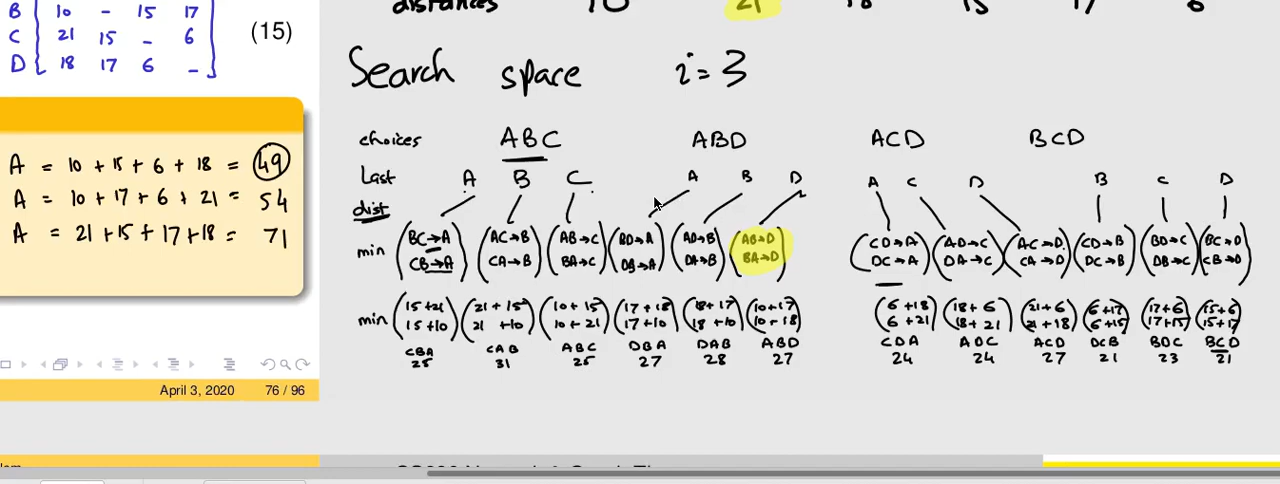 distances 10 21 18 15 17 6
B [ 10 - 15 17
C 21 15 - 6
D [ 18 17 6 - ]
(15)
Search space i=3
A = 10 + 15 + 6 + 18 = 49
A = 10 + 17 + 6 + 21 = 54
A = 21 + 15 + 17 + 18 = 71
choices ABC ABD ACD BCD
Last A B C A B D A C D B C D
dist
min (BC→A (AC→B (AB→C (BD→A (AD→B (AB→D (CD→A (AD→C (AC→D (CD→B (BD→C (BC→D
CB→A) CA→B) BA→C) DB→A) DA→B) BA→D) DC→A) DA→C) CA→D) DC→B) DB→C) CB→D)
min (15+21 (21+15 (10+15 (17+18 (18+17 (10+17 (6+18 (18+6 (21+6 (6+17 (17+6 (15+6
15+10) 21+10) 10+21) 17+10) 18+10) 10+18) 6+21) 18+21) 21+18) 6+15) 17+15) 15+17)
CBA CAB ABC DBA DAB ABD CDA ADC ACD DCB BDC BCD
25 31 25 27 28 27 24 24 27 21 23 21
April 3, 2020 76 / 96